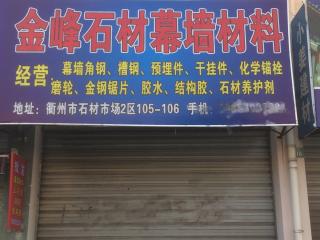 金峰石材幕墙材料
经营:幕墙角钢、槽钢、预埋件、干挂件、化学锚栓
磨轮、金钢锯片、胶水、结构胶、石材养护剂
地址:衢州市石材市场2区105-106 手机: